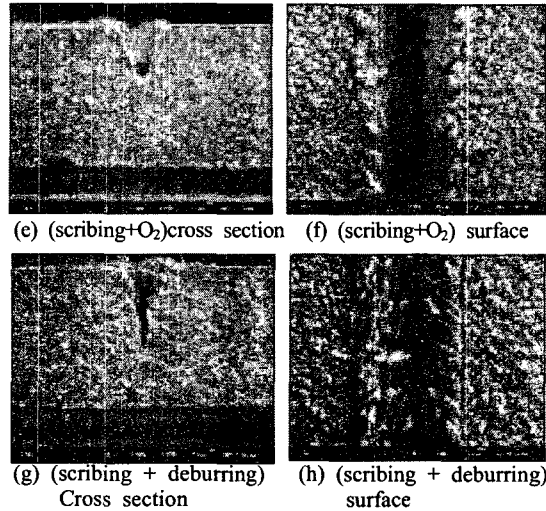 (e) (scribing+O₂)cross section (f) (scribing+O₂) surface
(g) (scribing + deburring) (h) (scribing + deburring)
Cross section surface